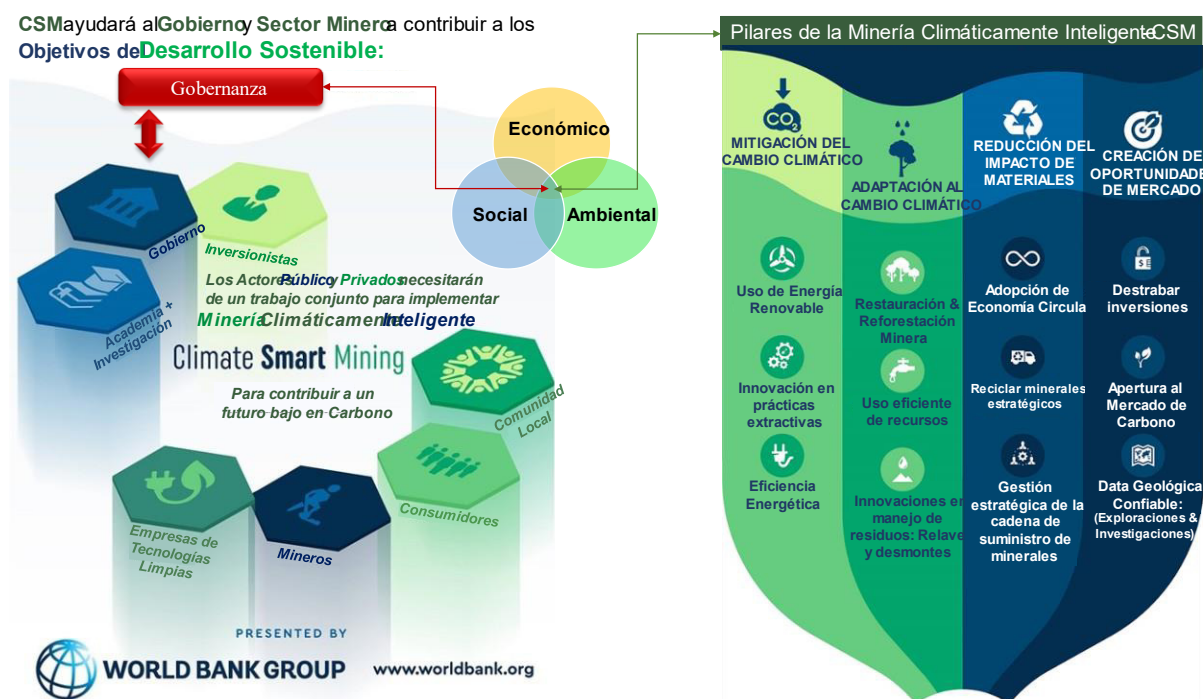 CSM ayudará al Gobierno y Sector Minero a contribuir a los
Objetivos del Desarrollo Sostenible:
Gobernanza
Económico
Social
Ambiental
Gobierno
Inversionistas
Academia +
Investigación
Los Actores Público y Privados necesitarán
de un trabajo conjunto para implementar
Minería Climáticamente Inteligente
Climate Smart Mining
Para contribuir a un
futuro bajo en Carbono
Comunidad
Local
Consumidores
Mineros
Empresas de
Tecnologías
Limpias
PRESENTED BY
WORLD BANK GROUP
www.worldbank.org
Pilares de la Minería Climáticamente Inteligente-CSM
CO2
MITIGACIÓN DEL
CAMBIO CLIMÁTICO
Uso de Energía
Renovable
Innovación en
prácticas
extractivas
Eficiencia
Energética
ADAPTACIÓN AL
CAMBIO CLIMÁTICO
Restauración &
Reforestación
Minera
Uso eficiente
de recursos
Innovaciones en
manejo de
residuos: Relave
y desmontes
REDUCCIÓN DEL
IMPACTO DE
MATERIALES
Adopción de
Economía Circula
Reciclar minerales
estratégicos
Gestión
estratégica de la
cadena de
suministro de
minerales
CREACIÓN DE
OPORTUNIDADE
DE MERCADO
$
Destrabar
inversiones
Apertura al
Mercado de
Carbono
Data Geológica
Confiable:
(Exploraciones &
Investigaciones)